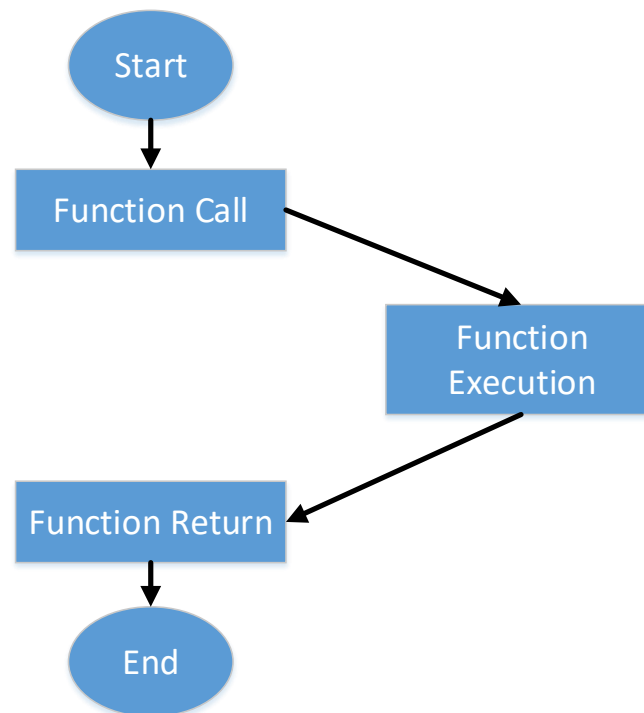 Start
Function Call
Function
Execution
Function Return
End